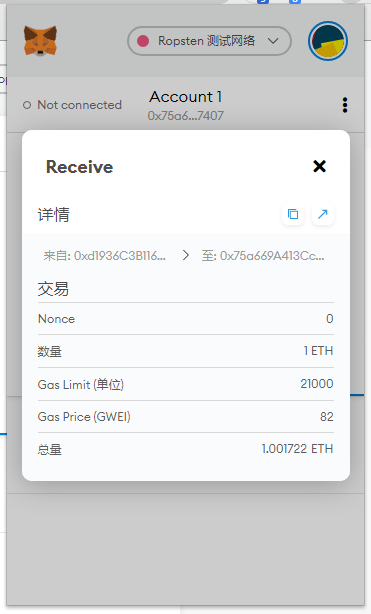 Ropsten 测试网络
Not connected
Account 1
0x75a6...7407
Receive
详情
来自: 0xd1936C3B116...
至: 0x75a669A413Cc...
交易
Nonce 0
数量 1 ETH
Gas Limit (单位) 21000
Gas Price (GWEI) 82
总量 1.001722 ETH